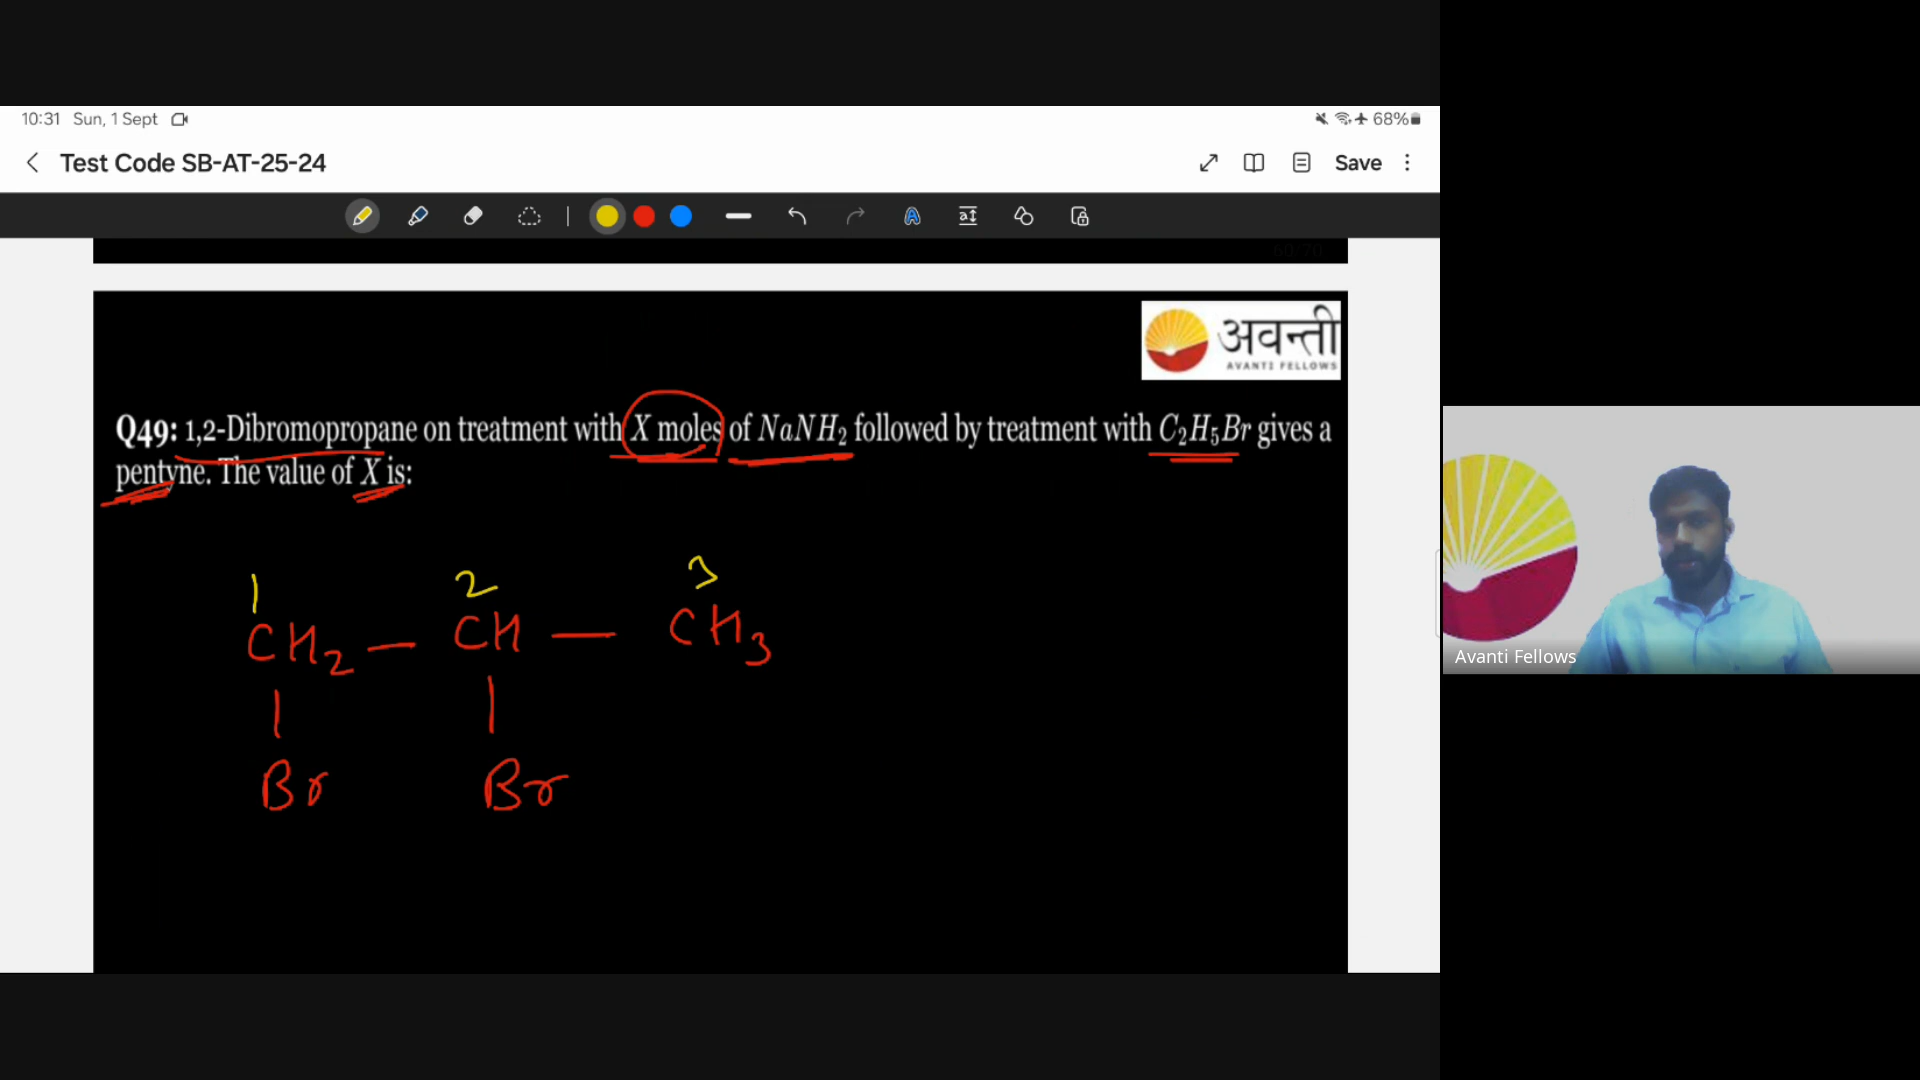 10:31 Sun, 1 Sept 68%
Test Code SB-AT-25-24
Save
60/70
अवन्ती
AVANTI FELLOWS
Q49: 1,2-Dibromopropane on treatment with X moles of NaNH₂ followed by treatment with C₂H₅Br gives a
pentyne. The value of X is:
1 2 3
CH₂ — CH — CH₃
Br Br
Avanti Fellows